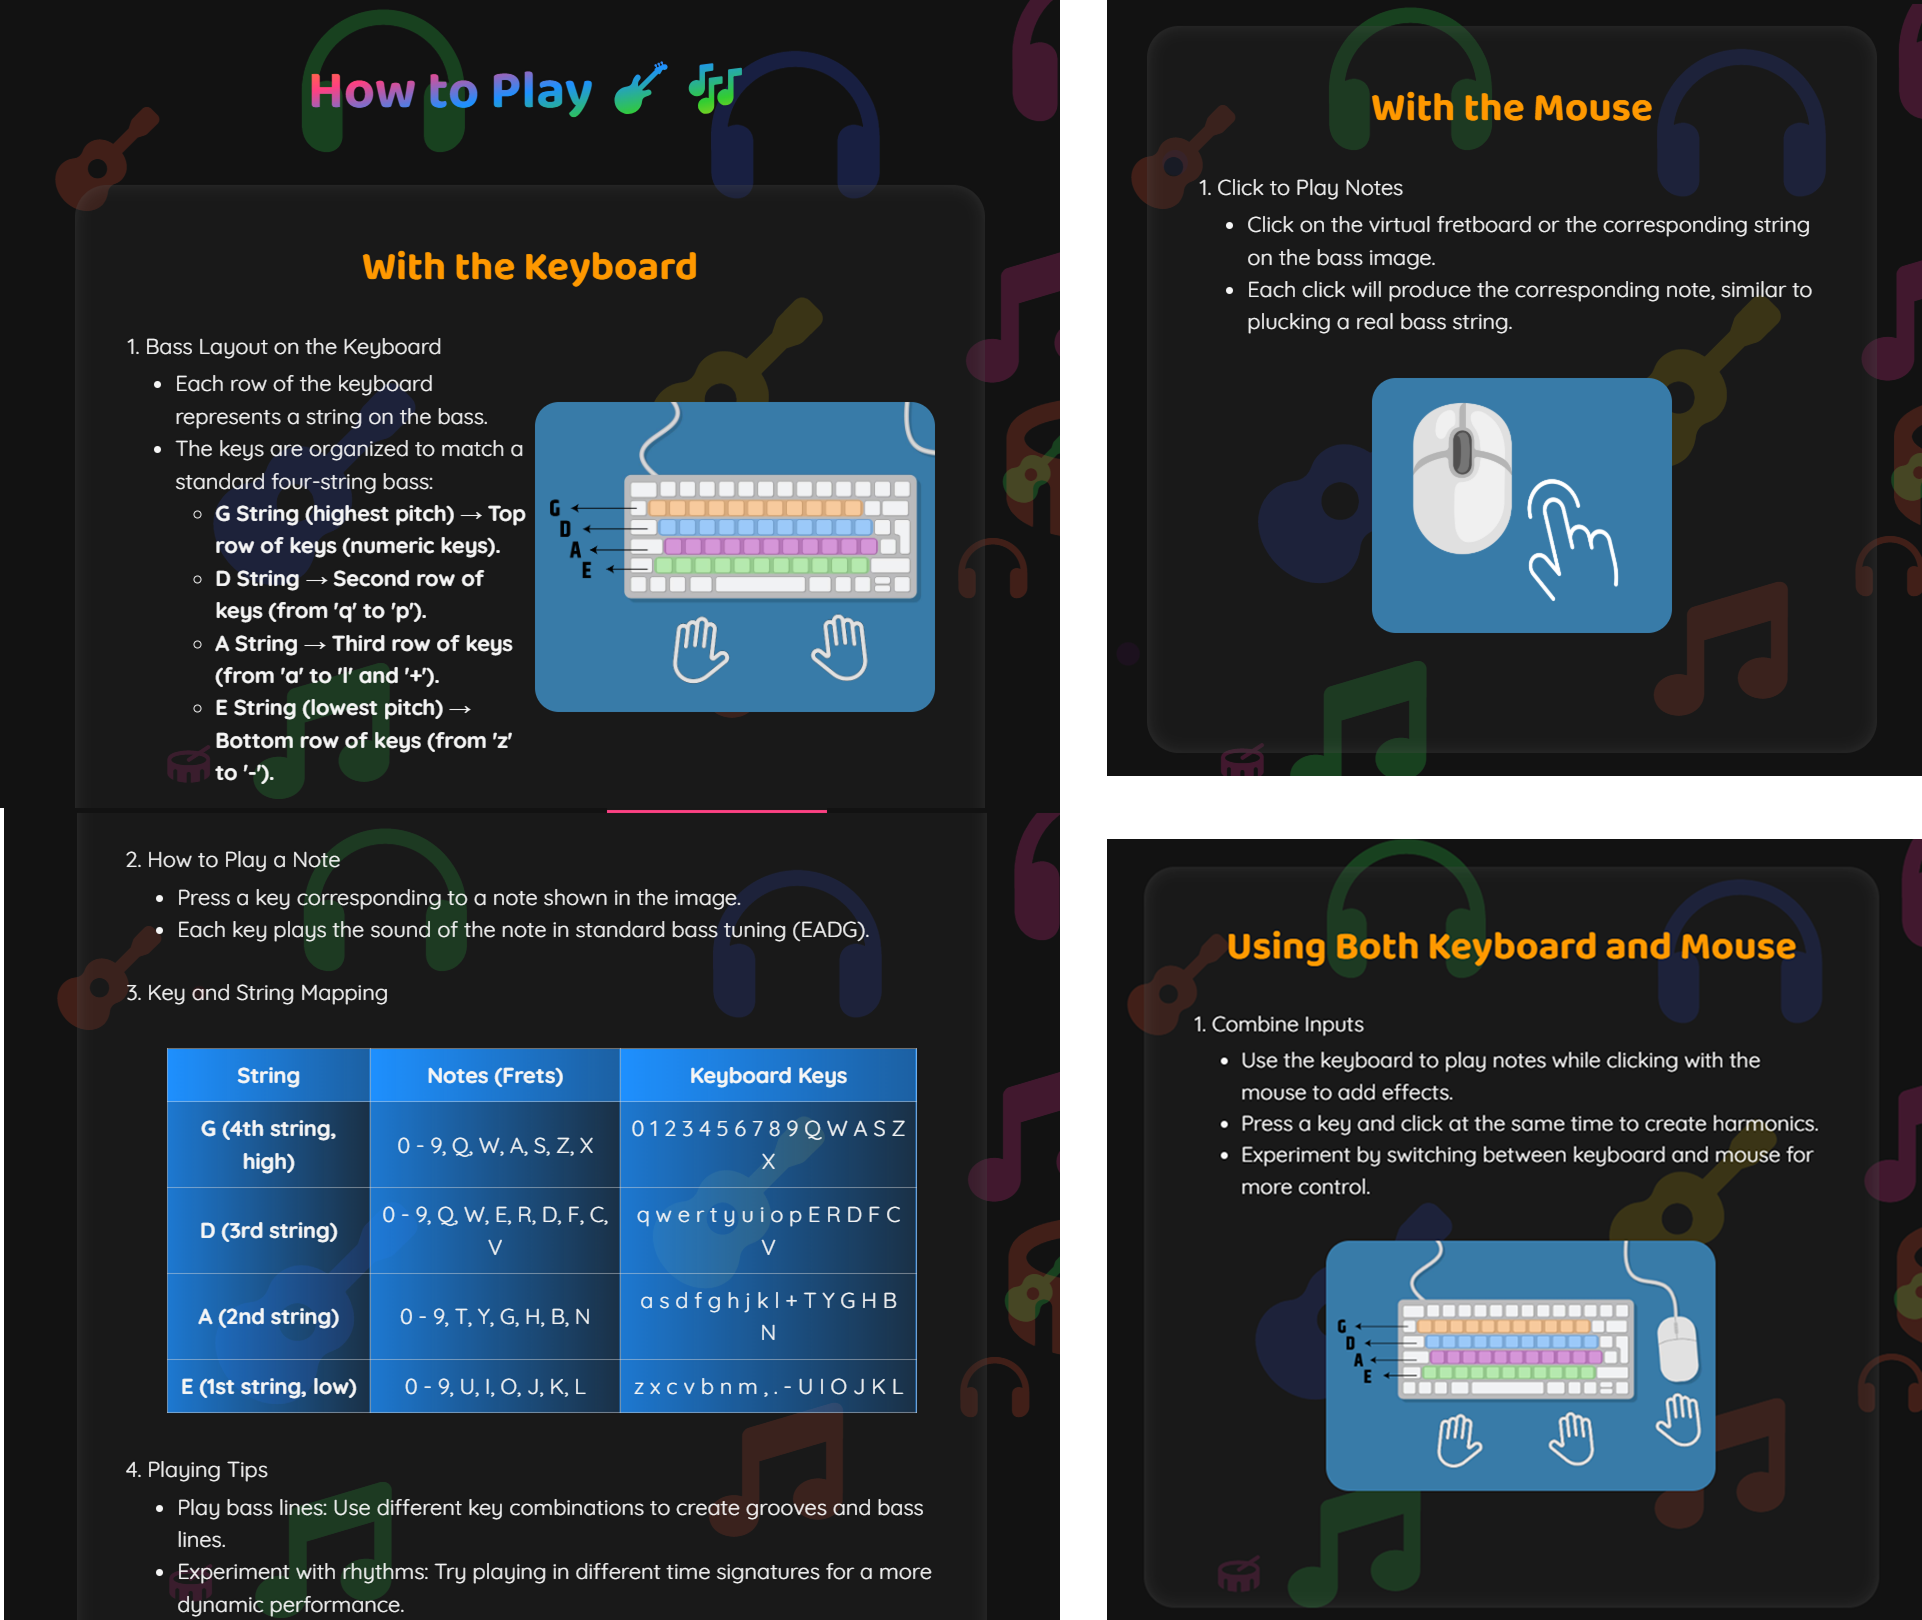 How to Play
With the Keyboard
1. Bass Layout on the Keyboard
• Each row of the keyboard
represents a string on the bass.
• The keys are organized to match a
standard four-string bass:
◦ G String (highest pitch) → Top
row of keys (numeric keys).
◦ D String → Second row of
keys (from 'q' to 'p').
◦ A String → Third row of keys
(from 'a' to 'l' and '+').
◦ E String (lowest pitch) →
Bottom row of keys (from 'z'
to '-').
G
D
A
E
2. How to Play a Note
• Press a key corresponding to a note shown in the image.
• Each key plays the sound of the note in standard bass tuning (EADG).
3. Key and String Mapping
String Notes (Frets) Keyboard Keys
G (4th string,
high)
0 - 9, Q, W, A, S, Z, X
0 1 2 3 4 5 6 7 8 9 Q W A S Z
X
D (3rd string)
0 - 9, Q, W, E, R, D, F, C,
V
q w e r t y u i o p E R D F C
V
A (2nd string)
0 - 9, T, Y, G, H, B, N
a s d f g h j k l + T Y G H B
N
E (1st string, low) 0 - 9, U, I, O, J, K, L z x c v b n m , . - U I O J K L
4. Playing Tips
• Play bass lines: Use different key combinations to create grooves and bass
lines.
• Experiment with rhythms: Try playing in different time signatures for a more
dynamic performance.
With the Mouse
1. Click to Play Notes
• Click on the virtual fretboard or the corresponding string
on the bass image.
• Each click will produce the corresponding note, similar to
plucking a real bass string.
Using Both Keyboard and Mouse
1. Combine Inputs
• Use the keyboard to play notes while clicking with the
mouse to add effects.
• Press a key and click at the same time to create harmonics.
• Experiment by switching between keyboard and mouse for
more control.
G
D
A
E